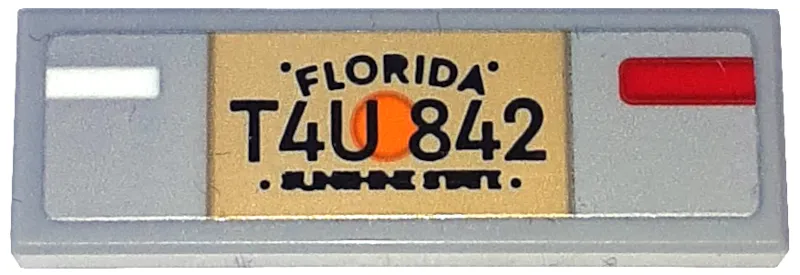 ·FLORIDA·
T4U 842
· SUNSHINE STATE ·